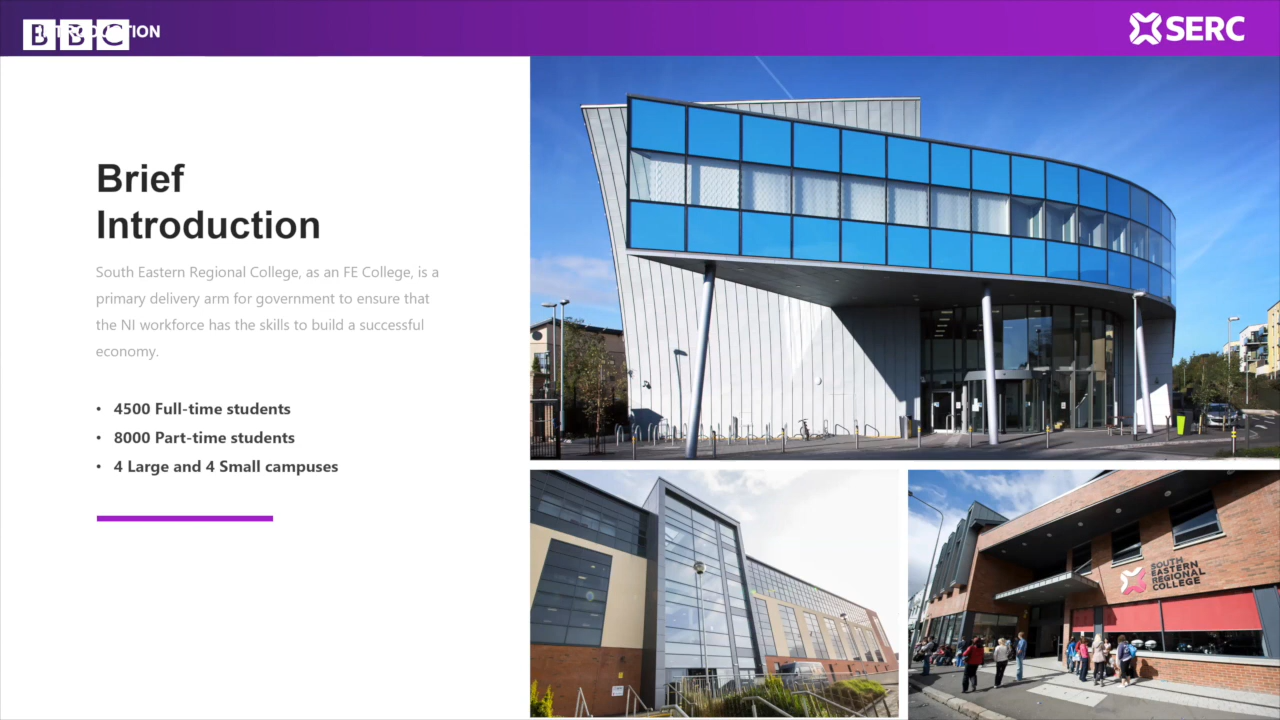 INTRODUCTION
BBC
SERC
Brief
Introduction
South Eastern Regional College, as an FE College, is a
primary delivery arm for government to ensure that
the NI workforce has the skills to build a successful
economy.
• 4500 Full-time students
• 8000 Part-time students
• 4 Large and 4 Small campuses
SOUTH
EASTERN
REGIONAL
COLLEGE